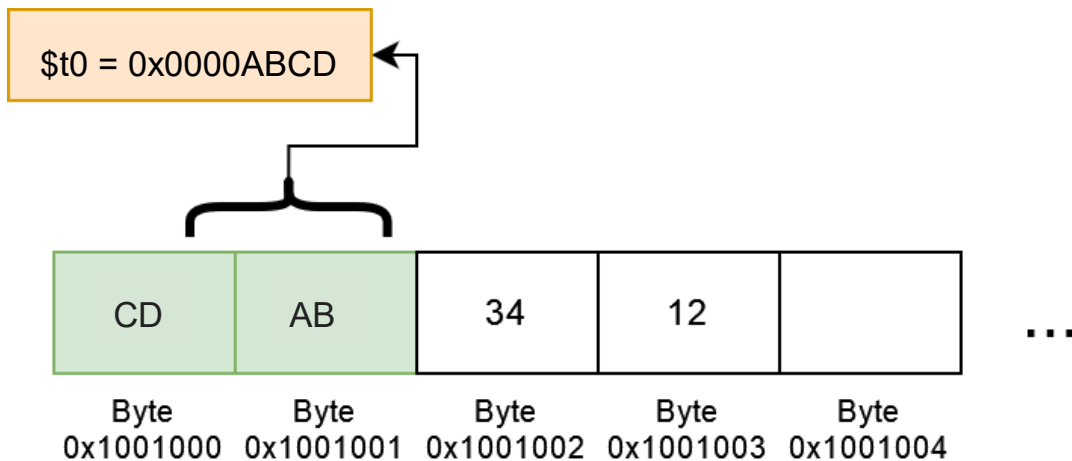 $t0 = 0x0000ABCD
CD AB 34 12 ...
Byte Byte Byte Byte Byte
0x1001000 0x1001001 0x1001002 0x1001003 0x1001004